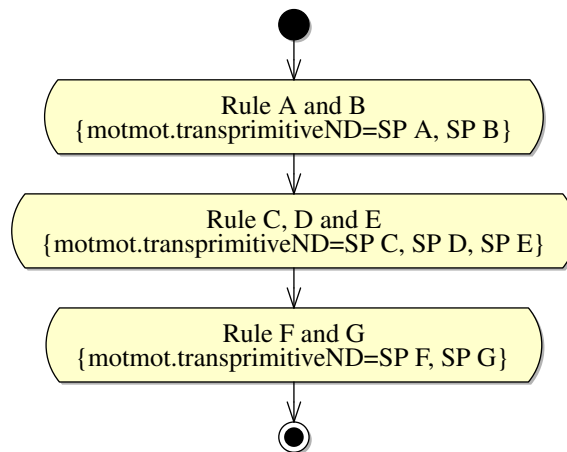 Rule A and B
{motmot.transprimitiveND=SP A, SP B}
Rule C, D and E
{motmot.transprimitiveND=SP C, SP D, SP E}
Rule F and G
{motmot.transprimitiveND=SP F, SP G}